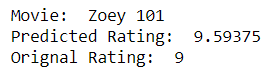 Movie:  Zoey 101
Predicted Rating:  9.59375
Orignal Rating:  9